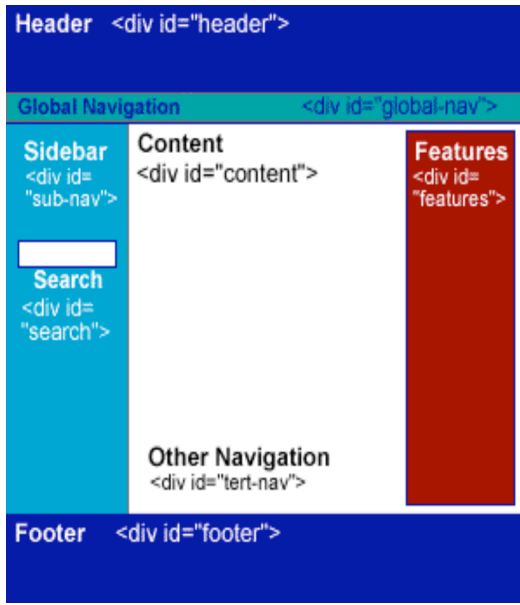 Header <div id="header">
Global Navigation <div id="global-nav">
Sidebar
<div id=
"sub-nav">
Search
<div id=
"search">
Content
<div id="content">
Other Navigation
<div id="tert-nav">
Features
<div id=
"features">
Footer <div id="footer">